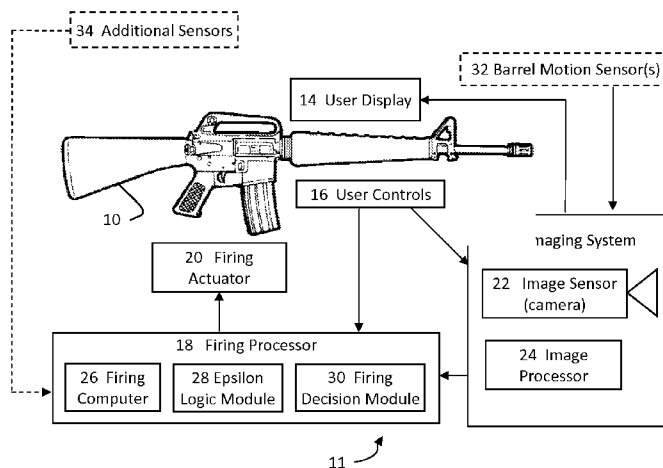 34 Additional Sensors
32 Barrel Motion Sensor(s)
14 User Display
10
16 User Controls
maging System
20 Firing
Actuator
22 Image Sensor
(camera)
18 Firing Processor
24 Image
Processor
26 Firing
Computer
28 Epsilon
Logic Module
30 Firing
Decision Module
11